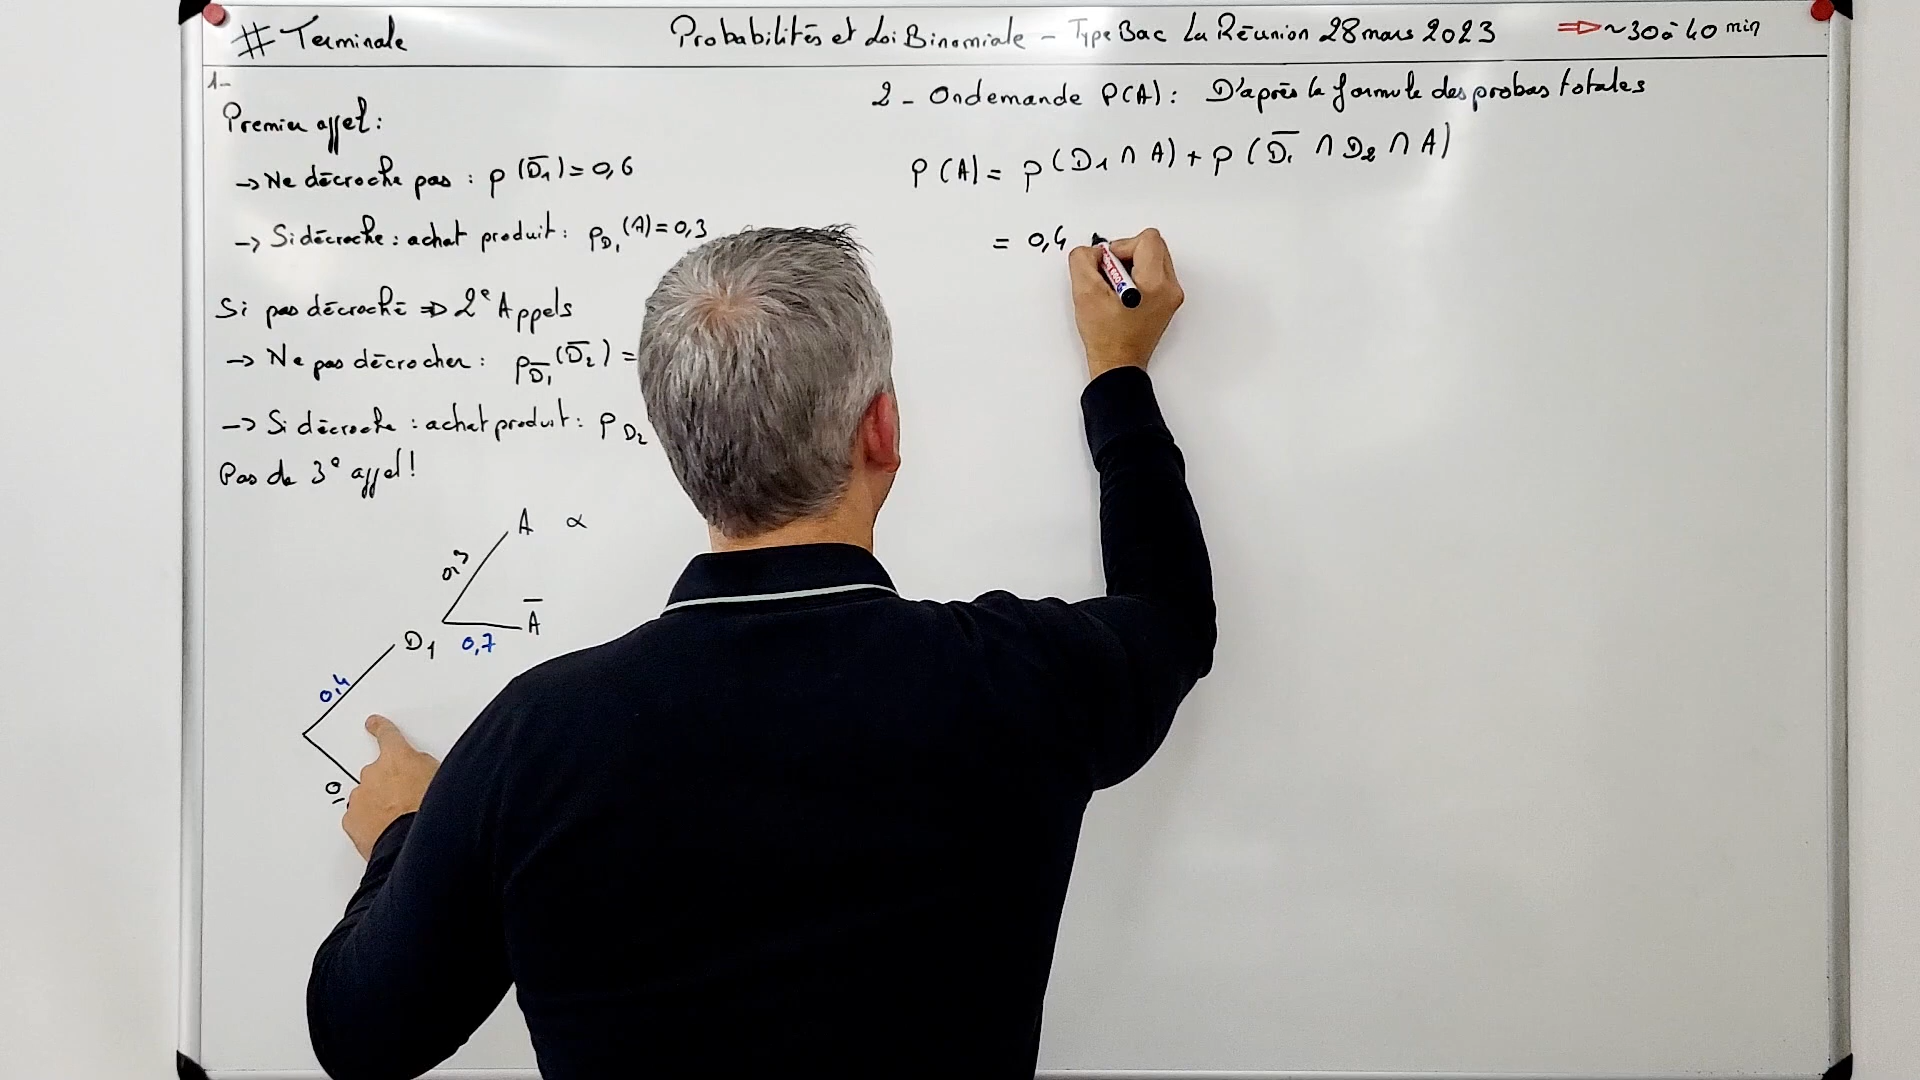 # Terminale
Probabilités et Loi Binomiale - Type Bac La Réunion 28 mars 2023 ⇒ ~30 à 40 min
1-
Premier appel :
→ Ne décroche pas : p(D̅₁) = 0,6
→ Si décroche : achat produit : p_D₁(A) = 0,3
Si pas décroché ⇒ 2ᵉ Appels
→ Ne pas décrocher : p_D̅₁(D̅₂) =
→ Si décroche : achat produit : p_D₂
Pas de 3ᵉ appel !
A α
0,3
A̅
D₁ 0,7
0,4
2 - On demande P(A) : D'après la formule des probas totales
P(A) = p(D₁ ∩ A) + p(D̅₁ ∩ D₂ ∩ A)
= 0,4